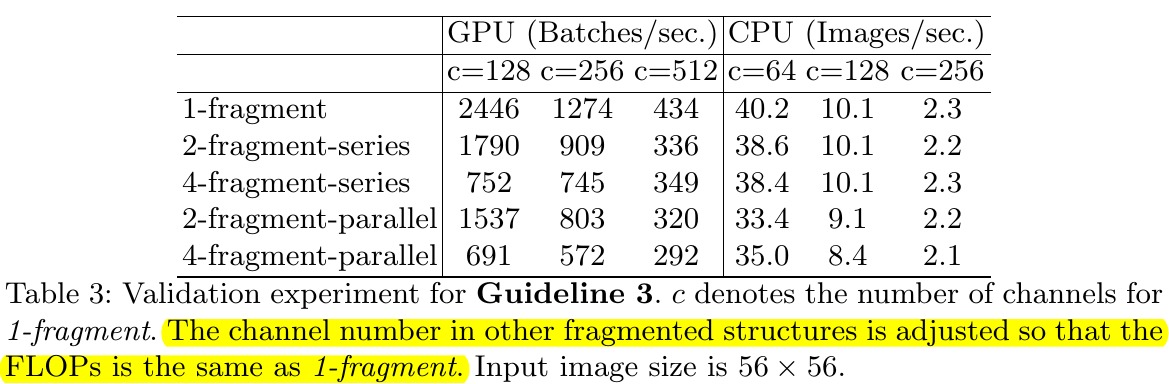 GPU (Batches/sec.) CPU (Images/sec.)
c=128 c=256 c=512 c=64 c=128 c=256
1-fragment 2446 1274 434 40.2 10.1 2.3
2-fragment-series 1790 909 336 38.6 10.1 2.2
4-fragment-series 752 745 349 38.4 10.1 2.3
2-fragment-parallel 1537 803 320 33.4 9.1 2.2
4-fragment-parallel 691 572 292 35.0 8.4 2.1
Table 3: Validation experiment for Guideline 3. c denotes the number of channels for
1-fragment. The channel number in other fragmented structures is adjusted so that the
FLOPs is the same as 1-fragment. Input image size is 56 × 56.